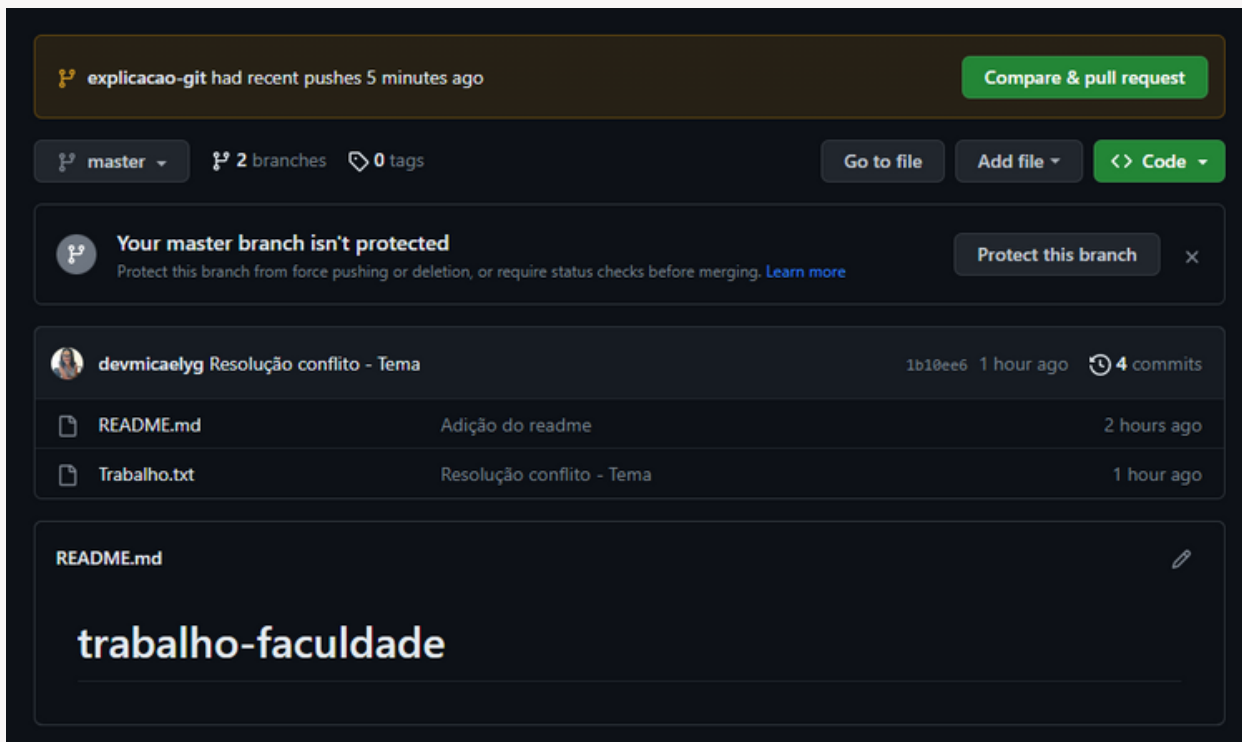 explicacao-git had recent pushes 5 minutes ago Compare & pull request
master 2 branches 0 tags Go to file Add file <> Code
Your master branch isn't protected
Protect this branch from force pushing or deletion, or require status checks before merging. Learn more
Protect this branch ×
devmicaelyg Resolução conflito - Tema 1b10ee6 1 hour ago 4 commits
README.md Adição do readme 2 hours ago
Trabalho.txt Resolução conflito - Tema 1 hour ago
README.md
trabalho-faculdade